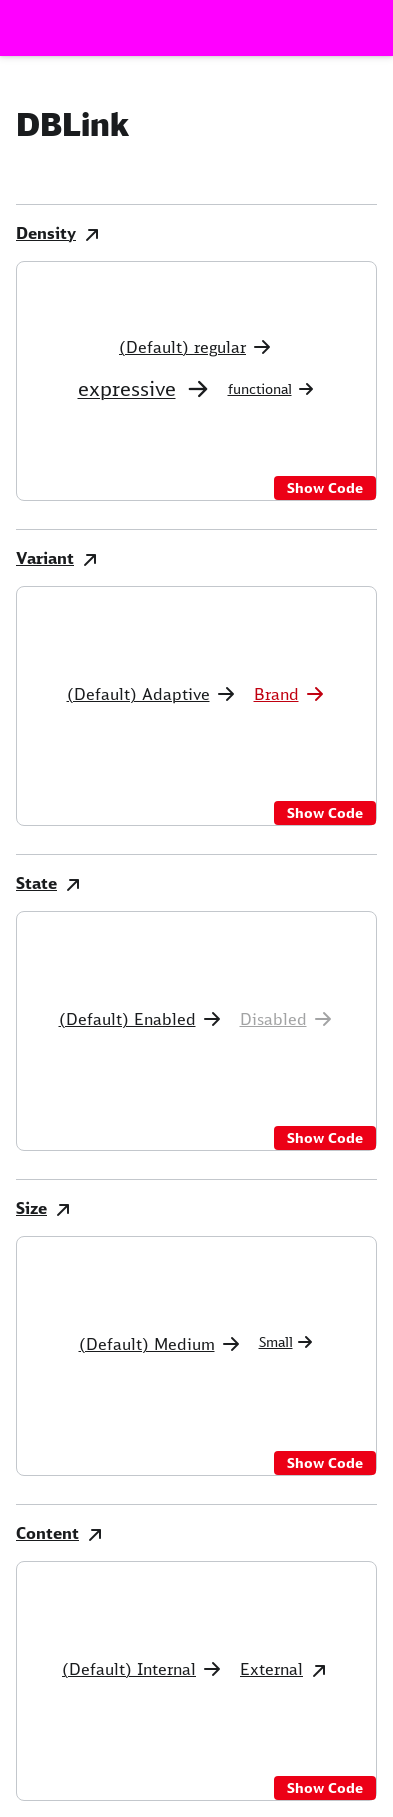 DBLink
Density
(Default) regular
expressive functional
Show Code
Variant
(Default) Adaptive Brand
Show Code
State
(Default) Enabled Disabled
Show Code
Size
(Default) Medium Small
Show Code
Content
(Default) Internal External
Show Code